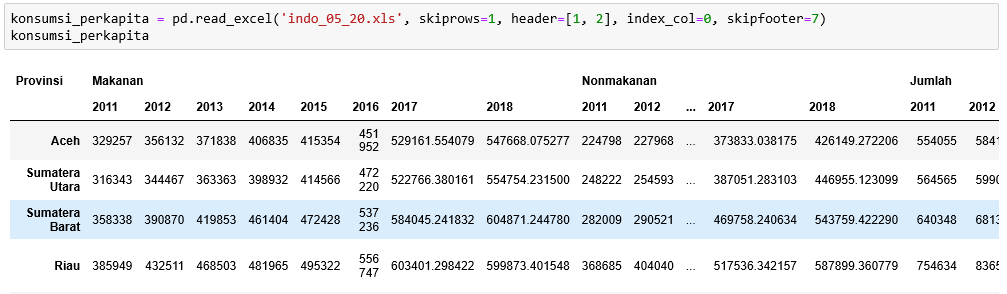 konsumsi_perkapita = pd.read_excel('indo_05_20.xls', skiprows=1, header=[1, 2], index_col=0, skipfooter=7)
konsumsi_perkapita
Provinsi Makanan Nonmakanan Jumlah
2011 2012 2013 2014 2015 2016 2017 2018 2011 2012 ... 2017 2018 2011 2012
Aceh 329257 356132 371838 406835 415354 451 952 529161.554079 547668.075277 224798 227968 ... 373833.038175 426149.272206 554055 5841
Sumatera Utara 316343 344467 363363 398932 414566 472 220 522766.380161 554754.231500 248222 254593 ... 387051.283103 446955.123099 564565 5990
Sumatera Barat 358338 390870 419853 461404 472428 537 236 584045.241832 604871.244780 282009 290521 ... 469758.240634 543759.422290 640348 6813
Riau 385949 432511 468503 481965 495322 556 747 603401.298422 599873.401548 368685 404040 ... 517536.342157 587899.360779 754634 8365